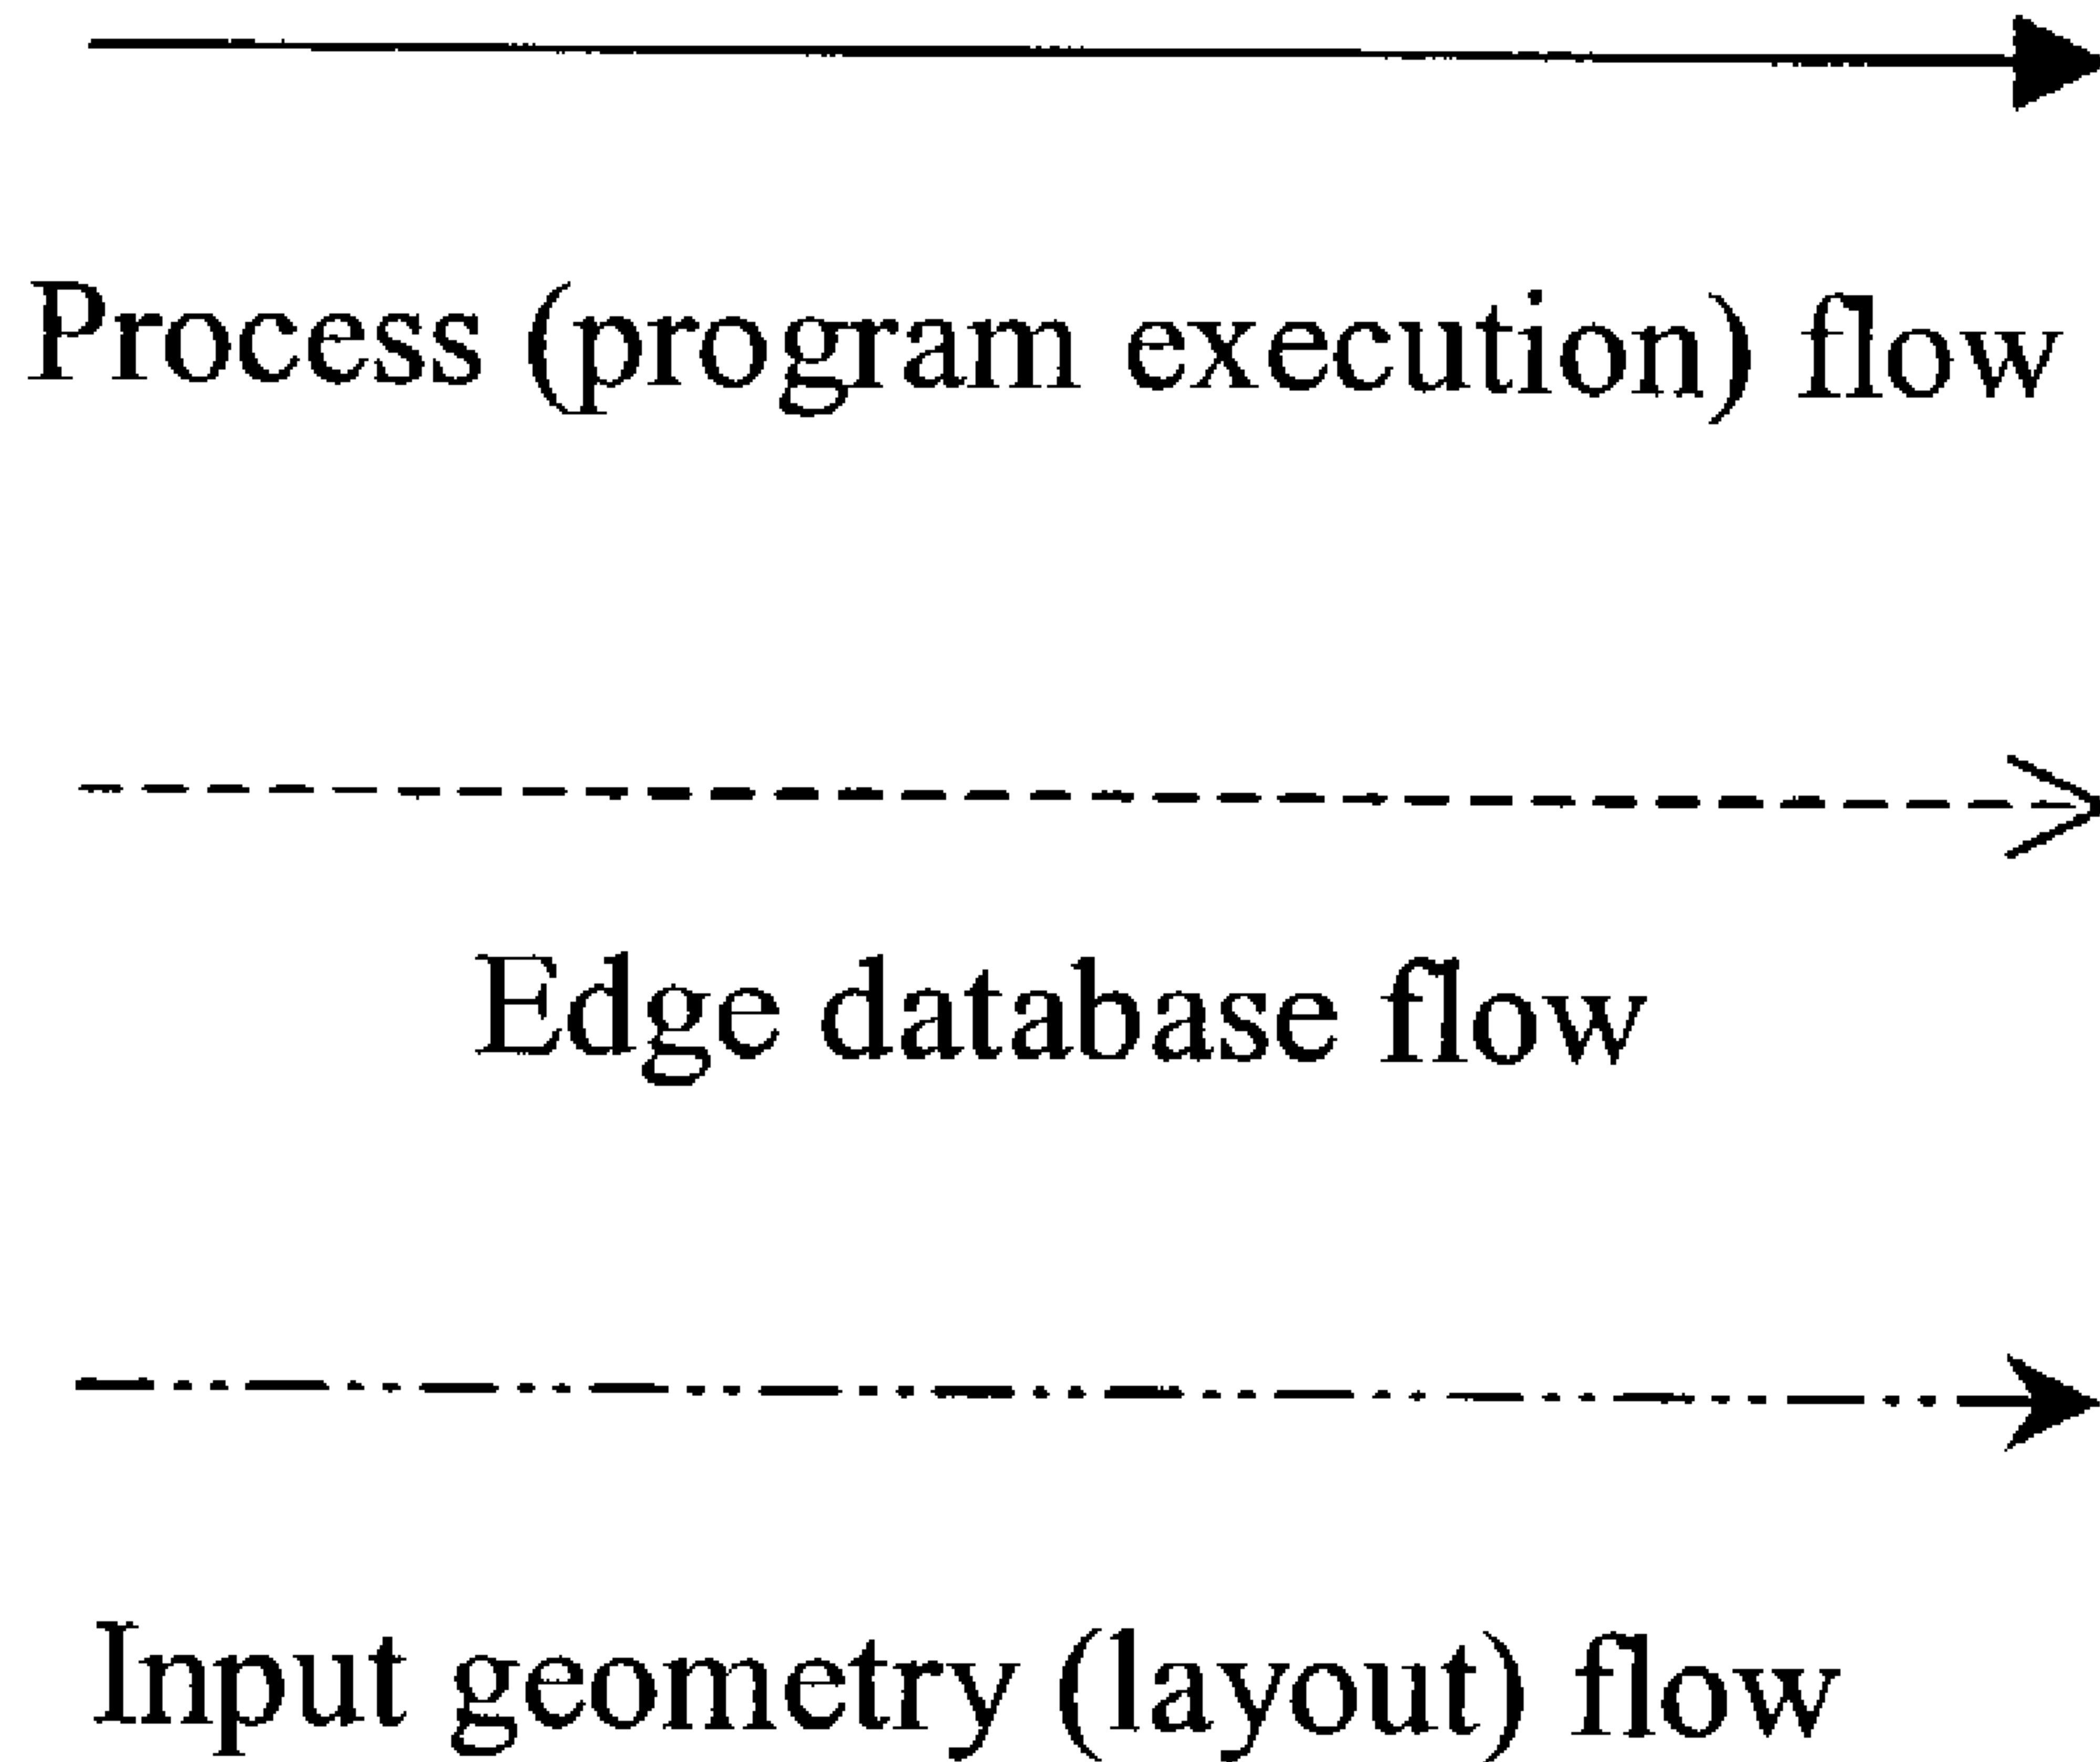 Process (program execution) flow
Edge database flow
Input geometry (layout) flow